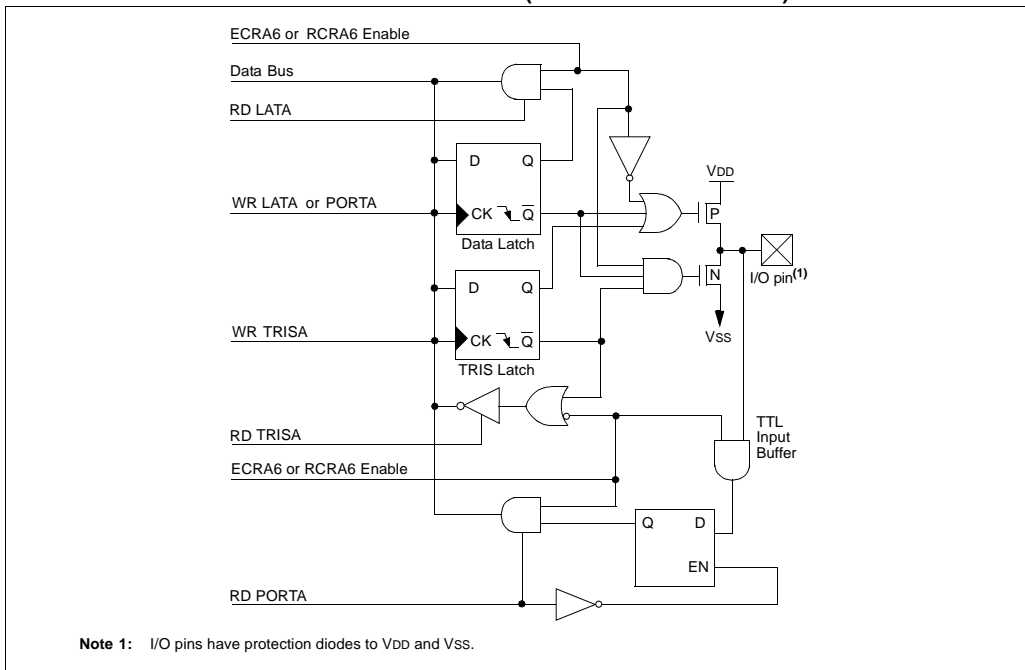 ECRA6 or RCRA6 Enable
Data Bus
RD LATA
D Q
VDD
WR LATA or PORTA
CK Q
P
Data Latch
I/O pin(1)
D Q
N
WR TRISA
CK Q
VSS
TRIS Latch
TTL
Input
Buffer
RD TRISA
ECRA6 or RCRA6 Enable
Q D
EN
RD PORTA
Note 1: I/O pins have protection diodes to VDD and VSS.